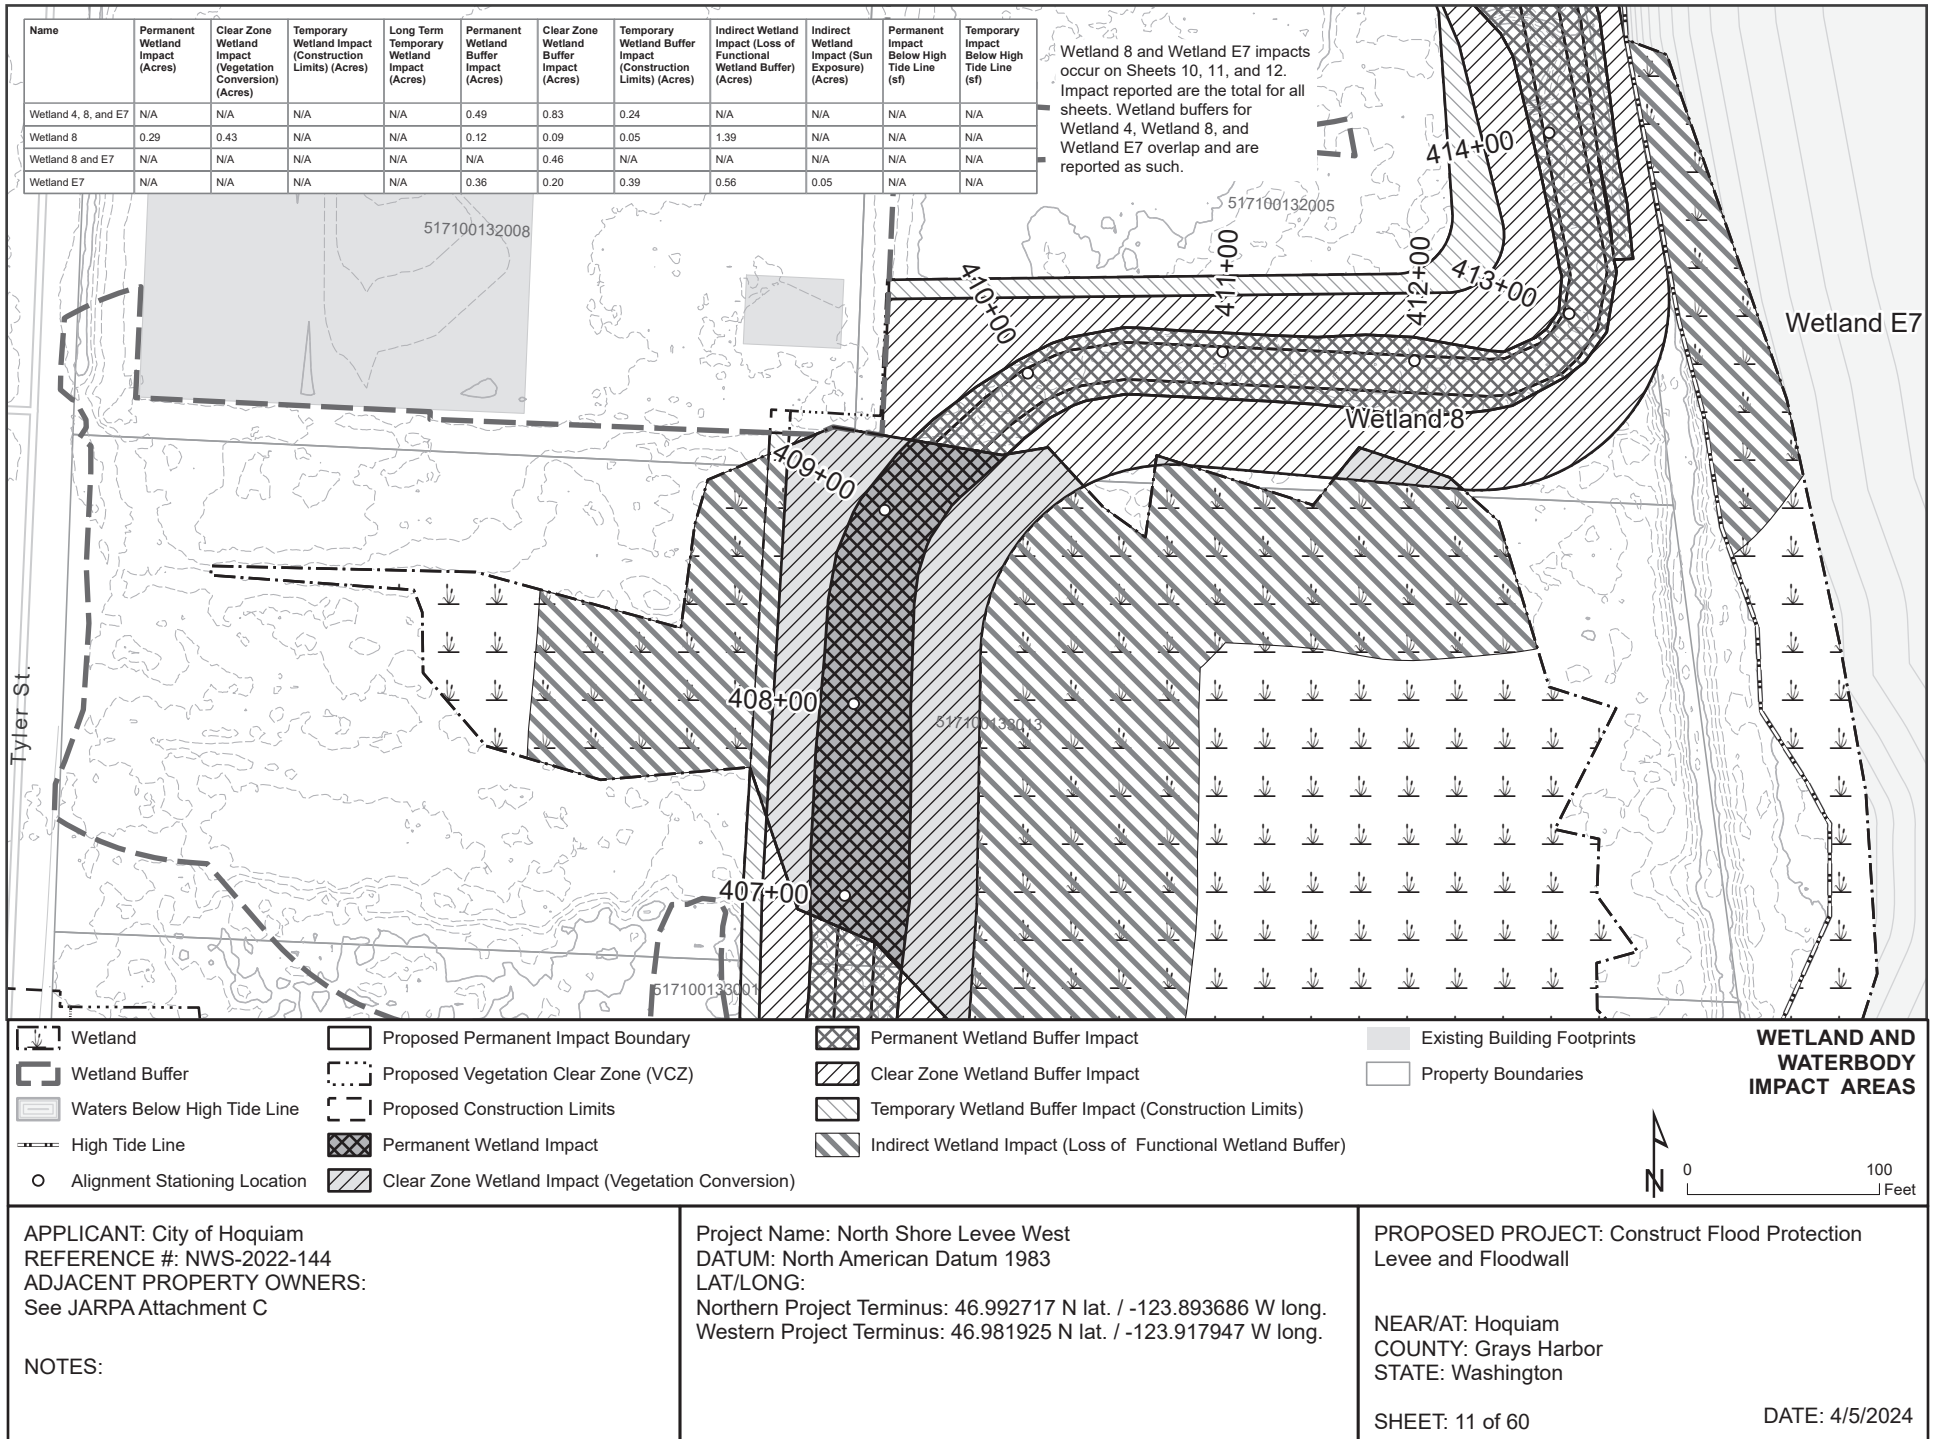 Name | Permanent Wetland Impact (Acres) | Clear Zone Wetland Impact (Vegetation Conversion) (Acres) | Temporary Wetland Impact (Construction Limits) (Acres) | Long Term Temporary Wetland Impact (Acres) | Permanent Wetland Buffer Impact (Acres) | Clear Zone Wetland Buffer Impact (Acres) | Temporary Wetland Buffer Impact (Construction Limits) (Acres) | Indirect Wetland Impact (Loss of Functional Wetland Buffer) (Acres) | Indirect Wetland Impact (Sun Exposure) (Acres) | Permanent Impact Below High Tide Line (sf) | Temporary Impact Below High Tide Line (sf)
Wetland 4, 8, and E7 | N/A | N/A | N/A | N/A | 0.49 | 0.83 | 0.24 | N/A | N/A | N/A | N/A
Wetland 8 | 0.29 | 0.43 | N/A | N/A | 0.12 | 0.09 | 0.05 | 1.39 | N/A | N/A | N/A
Wetland 8 and E7 | N/A | N/A | N/A | N/A | N/A | 0.46 | N/A | N/A | N/A | N/A | N/A
Wetland E7 | N/A | N/A | N/A | N/A | 0.36 | 0.20 | 0.39 | 0.56 | 0.05 | N/A | N/A
Wetland 8 and Wetland E7 impacts
occur on Sheets 10, 11, and 12.
Impact reported are the total for all
sheets. Wetland buffers for
Wetland 4, Wetland 8, and
Wetland E7 overlap and are
reported as such.
414+00
517100132005
517100132008
410+00
411+00
412+00
413+00
Wetland E7
Wetland 8
409+00
408+00
517100133013
Tyler St.
407+00
517100133001
Wetland
Wetland Buffer
Waters Below High Tide Line
High Tide Line
Alignment Stationing Location
Proposed Permanent Impact Boundary
Proposed Vegetation Clear Zone (VCZ)
Proposed Construction Limits
Permanent Wetland Impact
Clear Zone Wetland Impact (Vegetation Conversion)
Permanent Wetland Buffer Impact
Clear Zone Wetland Buffer Impact
Temporary Wetland Buffer Impact (Construction Limits)
Indirect Wetland Impact (Loss of Functional Wetland Buffer)
Existing Building Footprints
Property Boundaries
WETLAND AND
WATERBODY
IMPACT AREAS
N
0 100
Feet
APPLICANT: City of Hoquiam
REFERENCE #: NWS-2022-144
ADJACENT PROPERTY OWNERS:
See JARPA Attachment C
NOTES:
Project Name: North Shore Levee West
DATUM: North American Datum 1983
LAT/LONG:
Northern Project Terminus: 46.992717 N lat. / -123.893686 W long.
Western Project Terminus: 46.981925 N lat. / -123.917947 W long.
PROPOSED PROJECT: Construct Flood Protection
Levee and Floodwall
NEAR/AT: Hoquiam
COUNTY: Grays Harbor
STATE: Washington
SHEET: 11 of 60
DATE: 4/5/2024